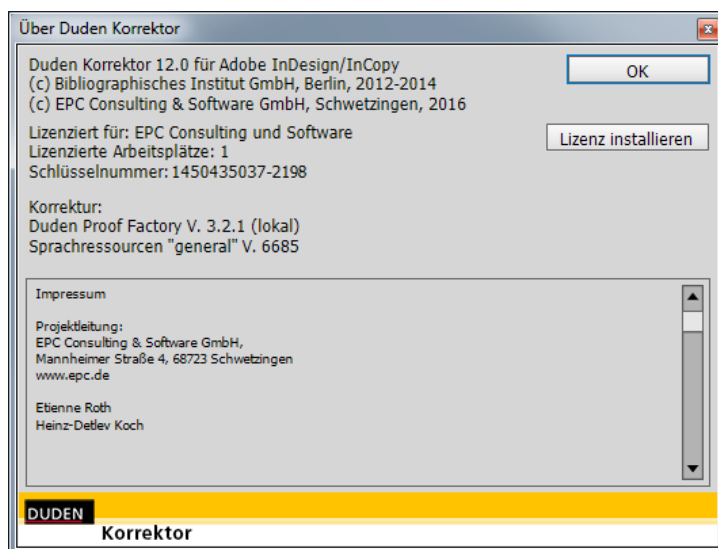 Über Duden Korrektor
Duden Korrektor 12.0 für Adobe InDesign/InCopy
(c) Bibliographisches Institut GmbH, Berlin, 2012-2014
(c) EPC Consulting & Software GmbH, Schwetzingen, 2016
OK
Lizenziert für: EPC Consulting und Software
Lizenzierte Arbeitsplätze: 1
Schlüsselnummer: 1450435037-2198
Lizenz installieren
Korrektur:
Duden Proof Factory V. 3.2.1 (lokal)
Sprachressourcen "general" V. 6685
Impressum
Projektleitung:
EPC Consulting & Software GmbH,
Mannheimer Straße 4, 68723 Schwetzingen
www.epc.de
Etienne Roth
Heinz-Detlev Koch
DUDEN
Korrektor